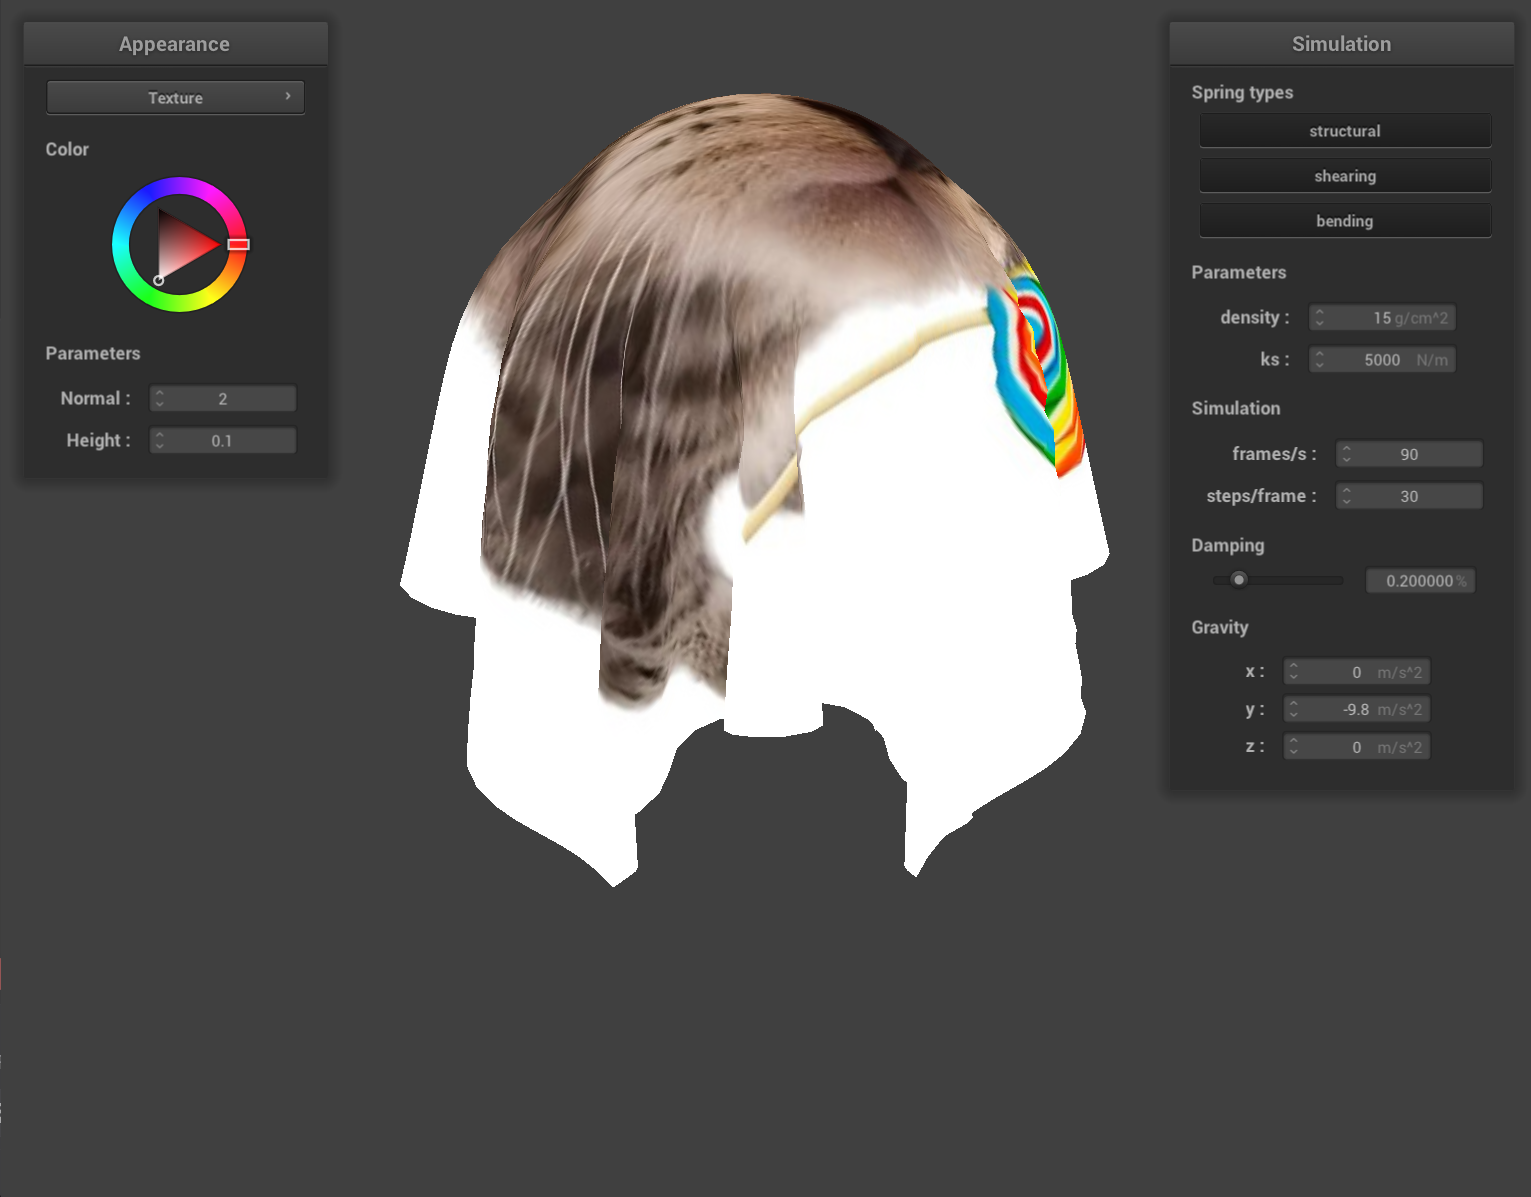 Appearance
Texture
Color
Parameters
Normal : 2
Height : 0.1
Simulation
Spring types
structural
shearing
bending
Parameters
density : 15 g/cm^2
ks : 5000 N/m
Simulation
frames/s : 90
steps/frame : 30
Damping
0.200000 %
Gravity
x : 0 m/s^2
y : -9.8 m/s^2
z : 0 m/s^2